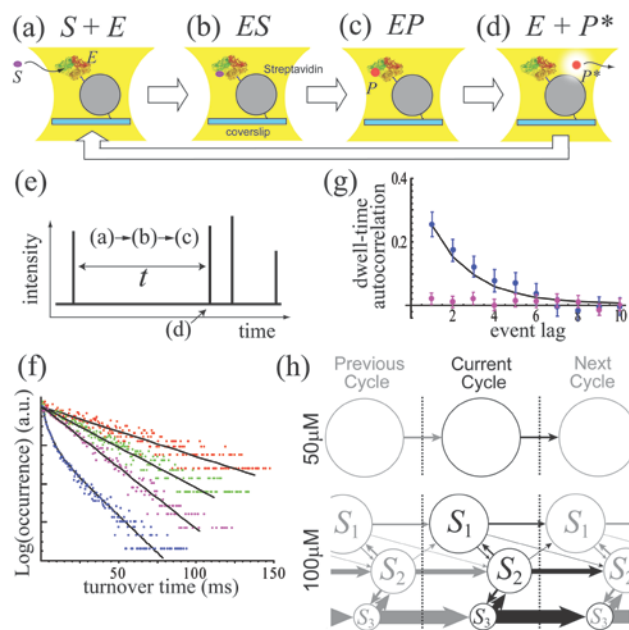 (a) S + E
(b) ES
(c) EP
(d) E + P*
S
E
Streptavidin
coverslip
P
P*
(e)
intensity
(a)→(b)→(c)
t
(d)
time
(g)
dwell-time
autocorrelation
0.4
0.2
0
2
4
6
8
10
event lag
(f)
Log(occurrence) (a.u.)
50
100
150
turnover time (ms)
(h)
Previous
Cycle
Current
Cycle
Next
Cycle
50μM
100μM
S1
S1
S1
S2
S2
S2
S3
S3
S3